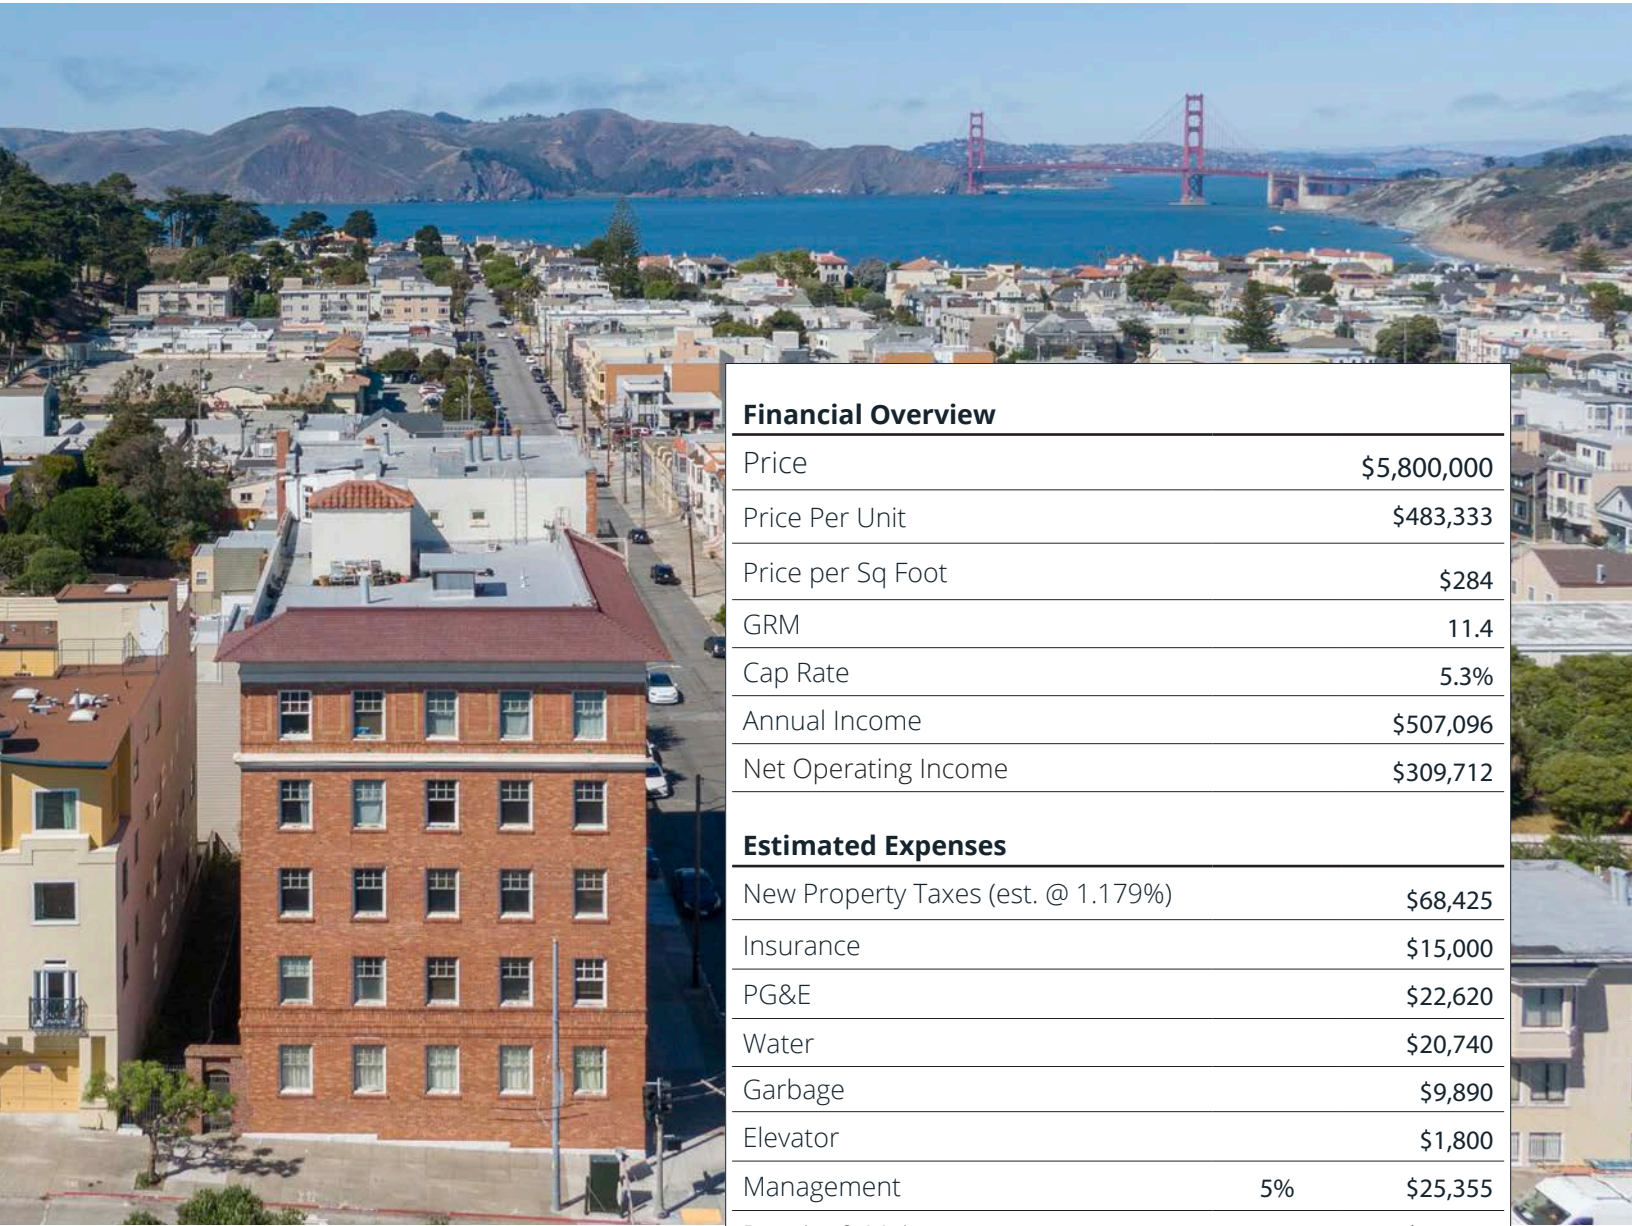 Financial Overview
Price $5,800,000
Price Per Unit $483,333
Price per Sq Foot $284
GRM 11.4
Cap Rate 5.3%
Annual Income $507,096
Net Operating Income $309,712
Estimated Expenses
New Property Taxes (est. @ 1.179%) $68,425
Insurance $15,000
PG&E $22,620
Water $20,740
Garbage $9,890
Elevator $1,800
Management 5% $25,355